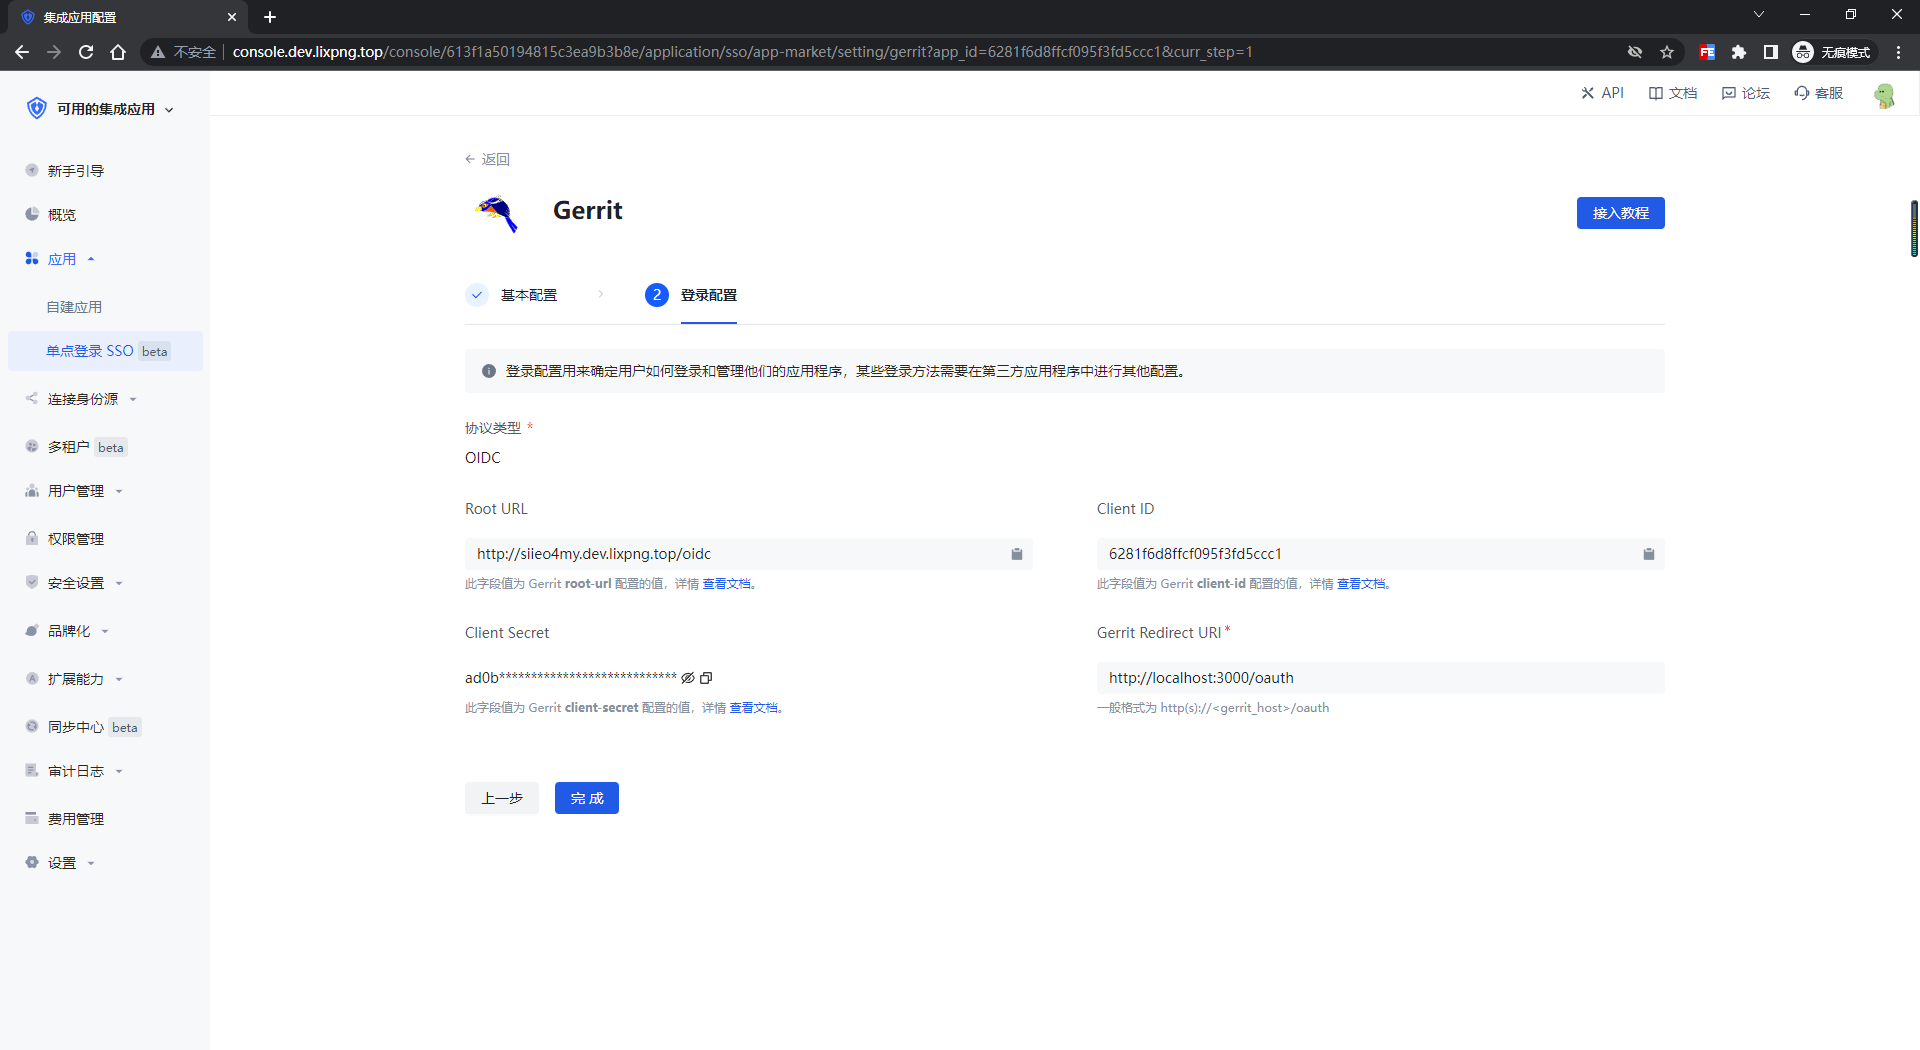 集成应用配置
不安全
console.dev.lixpng.top/console/613f1a50194815c3ea9b3b8e/application/sso/app-market/setting/gerrit?app_id=6281f6d8ffcf095f3fd5ccc1&curr_step=1
FE
无痕模式
可用的集成应用
API
文档
论坛
客服
新手引导
概览
应用
自建应用
单点登录 SSO beta
连接身份源
多租户 beta
用户管理
权限管理
安全设置
品牌化
扩展能力
同步中心 beta
审计日志
费用管理
设置
返回
Gerrit
接入教程
基本配置
2 登录配置
登录配置用来确定用户如何登录和管理他们的应用程序，某些登录方法需要在第三方应用程序中进行其他配置。
协议类型 *
OIDC
Root URL
http://siieo4my.dev.lixpng.top/oidc
此字段值为 Gerrit root-url 配置的值，详情 查看文档。
Client ID
6281f6d8ffcf095f3fd5ccc1
此字段值为 Gerrit client-id 配置的值，详情 查看文档。
Client Secret
ad0b****************************
此字段值为 Gerrit client-secret 配置的值，详情 查看文档。
Gerrit Redirect URI *
http://localhost:3000/oauth
一般格式为 http(s)://<gerrit_host>/oauth
上一步
完 成